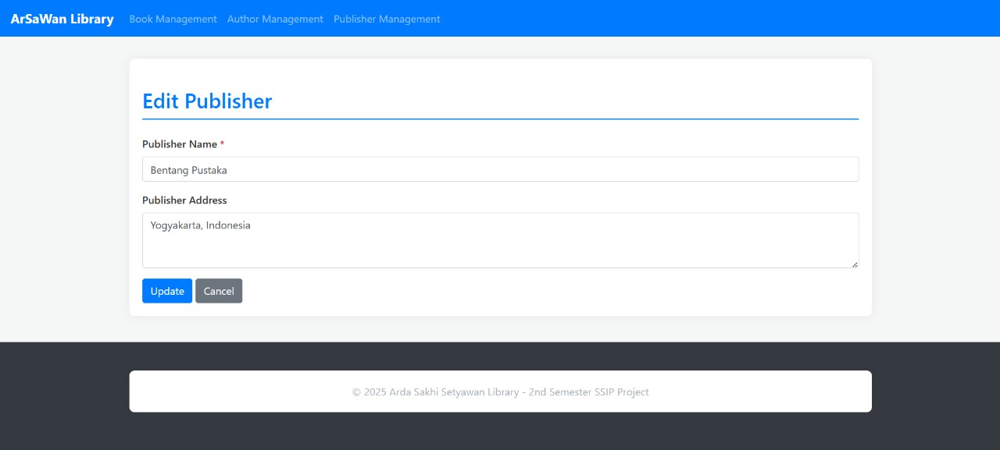 ArSaWan Library Book Management Author Management Publisher Management
Edit Publisher
Publisher Name *
Bentang Pustaka
Publisher Address
Yogyakarta, Indonesia
Update Cancel
© 2025 Arda Sakhi Setyawan Library - 2nd Semester SSIP Project